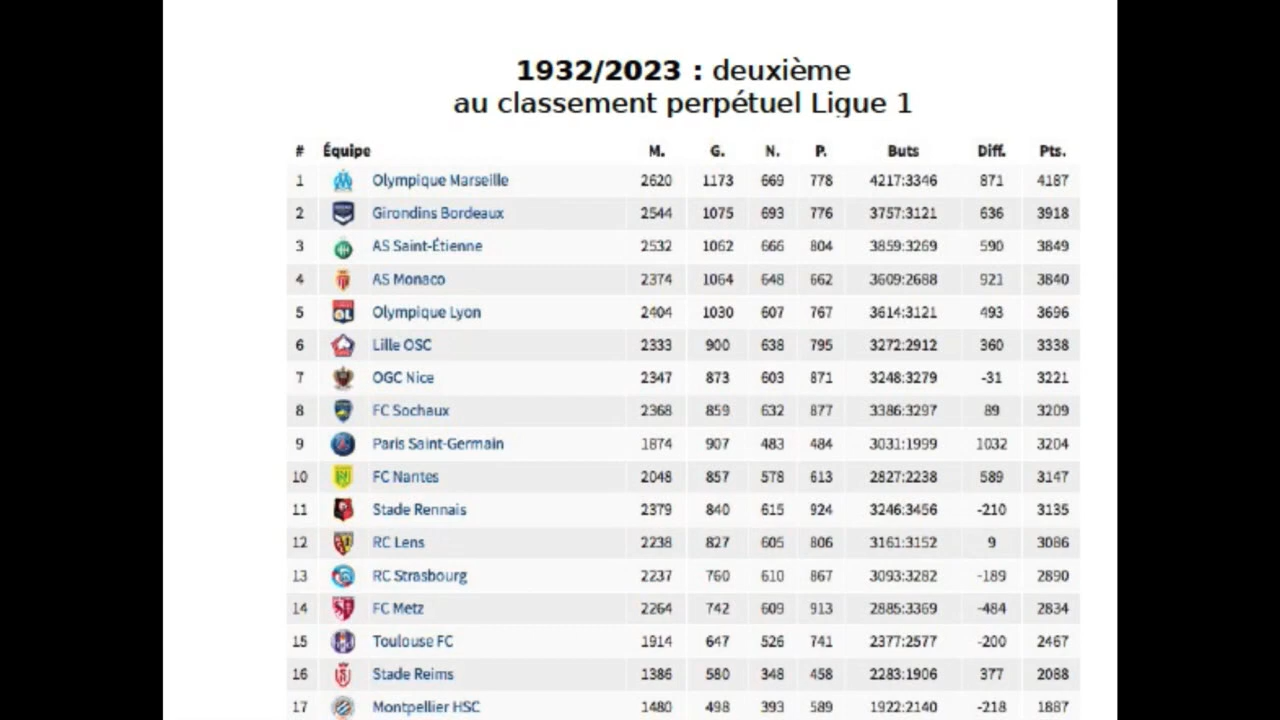 1932/2023 : deuxième
au classement perpétuel Ligue 1
# Équipe M. G. N. P. Buts Diff. Pts.
1 Olympique Marseille 2620 1173 669 778 4217:3346 871 4187
2 Girondins Bordeaux 2544 1075 693 776 3757:3121 636 3918
3 AS Saint-Étienne 2532 1062 666 804 3859:3269 590 3849
4 AS Monaco 2374 1064 648 662 3609:2688 921 3840
5 Olympique Lyon 2404 1030 607 767 3614:3121 493 3696
6 Lille OSC 2333 900 638 795 3272:2912 360 3338
7 OGC Nice 2347 873 603 871 3248:3279 -31 3221
8 FC Sochaux 2368 859 632 877 3386:3297 89 3209
9 Paris Saint-Germain 1874 907 483 484 3031:1999 1032 3204
10 FC Nantes 2048 857 578 613 2827:2238 589 3147
11 Stade Rennais 2379 840 615 924 3246:3456 -210 3135
12 RC Lens 2238 827 605 806 3161:3152 9 3086
13 RC Strasbourg 2237 760 610 867 3093:3282 -189 2890
14 FC Metz 2264 742 609 913 2885:3369 -484 2834
15 Toulouse FC 1914 647 526 741 2377:2577 -200 2467
16 Stade Reims 1386 580 348 458 2283:1906 377 2088
17 Montpellier HSC 1480 498 393 589 1922:2140 -218 1887